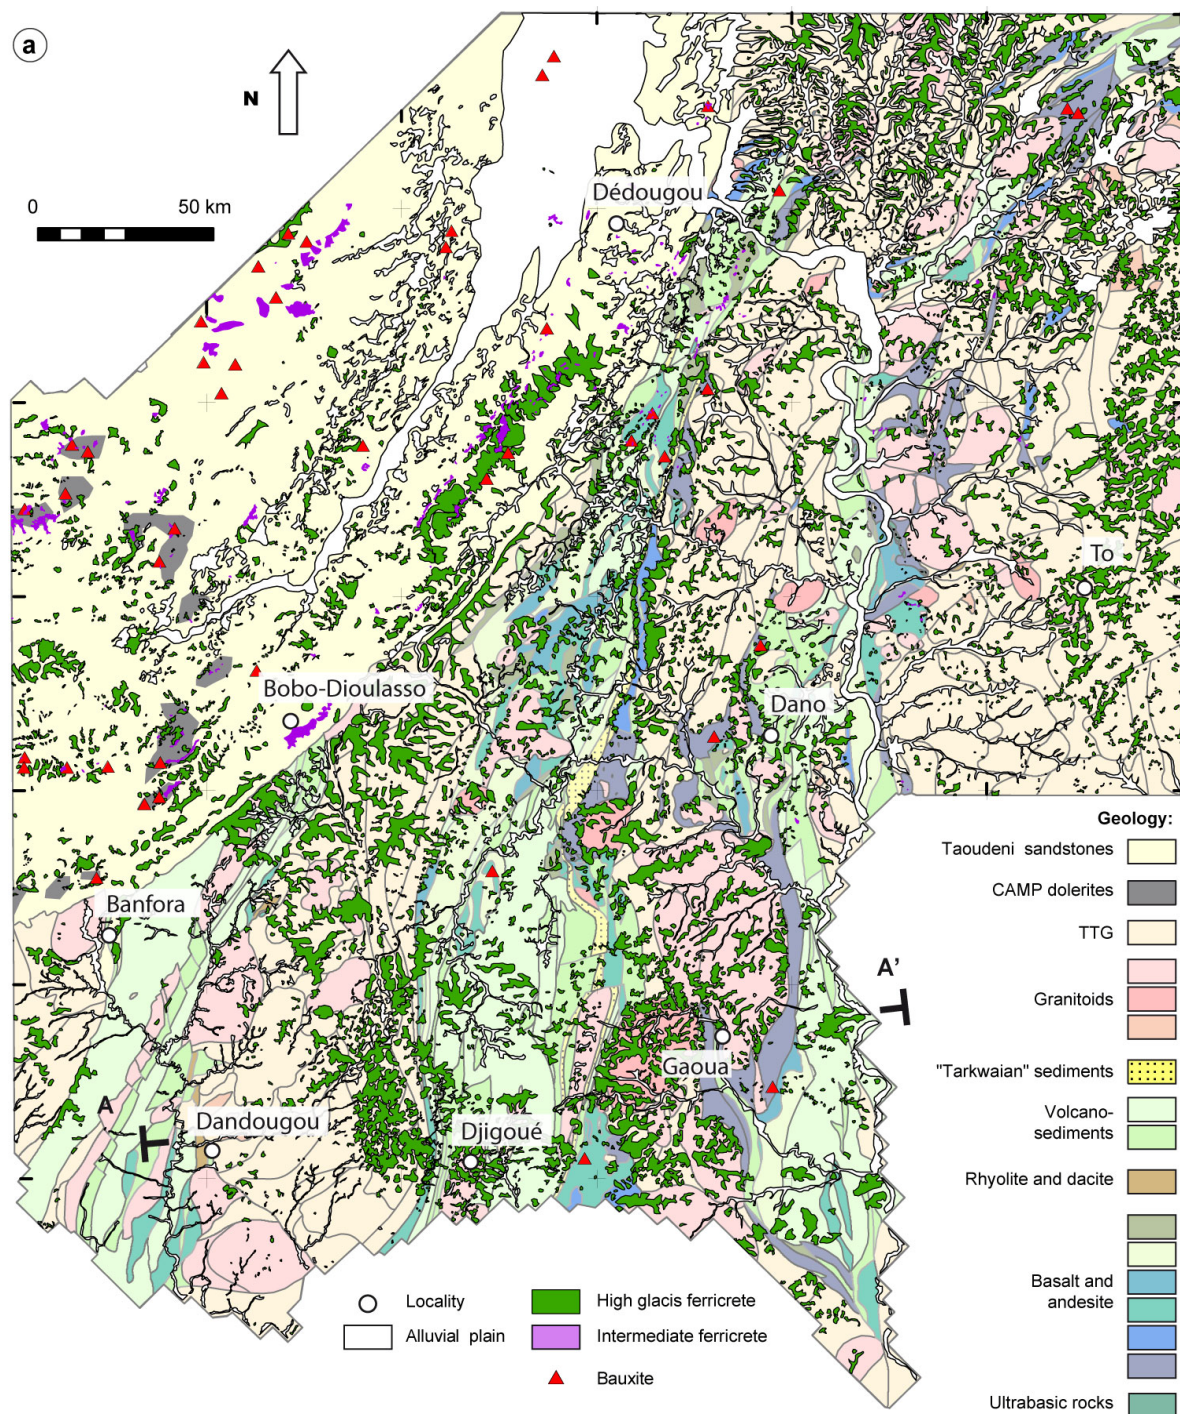 a
N
0 50 km
Dédougou
To
Bobo-Dioulasso
Dano
Banfora
A'
Gaoua
A
Dandougou
Djigoué
Locality
Alluvial plain
High glacis ferricrete
Intermediate ferricrete
Bauxite
Geology:
Taoudeni sandstones
CAMP dolerites
TTG
Granitoids
"Tarkwaian" sediments
Volcano-
sediments
Rhyolite and dacite
Basalt and
andesite
Ultrabasic rocks